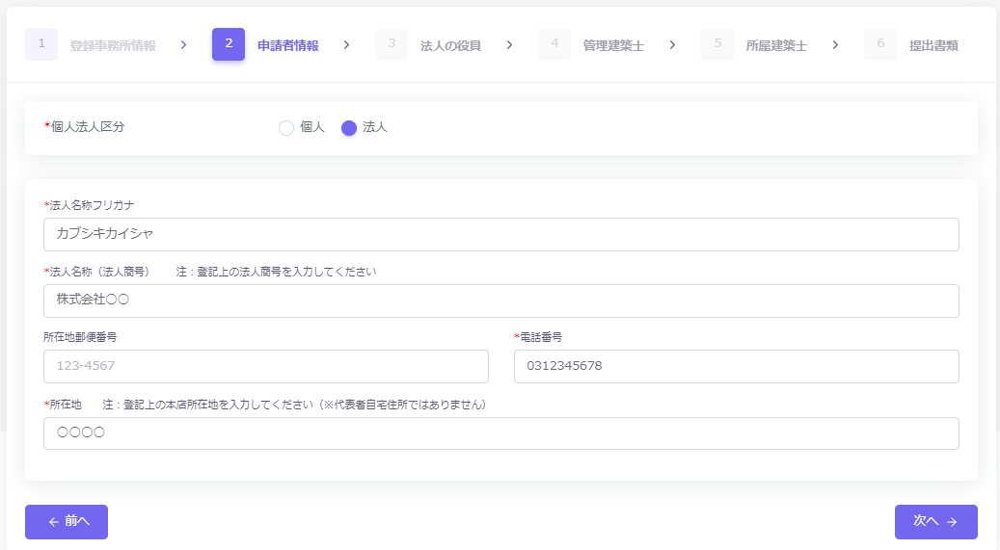 1 登録事務所情報 > 2 申請者情報 > 3 法人の役員 > 4 管理建築士 > 5 所属建築士 > 6 提出書類
*個人法人区分 個人 法人
*法人名称フリガナ
カブシキカイシャ
*法人名称（法人商号） 注：登記上の法人商号を入力してください
株式会社○○
所在地郵便番号 *電話番号
123-4567 0312345678
*所在地 注：登記上の本店所在地を入力してください（※代表者自宅住所ではありません）
○○○○
← 前へ 次へ →